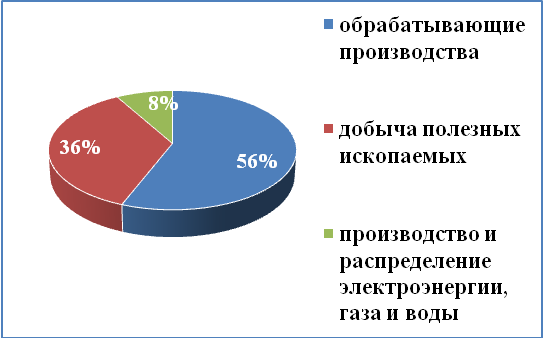 8%
36%
56%
обрабатывающие
производства
добыча полезных
ископаемых
производство и
распределение
электроэнергии,
газа и воды